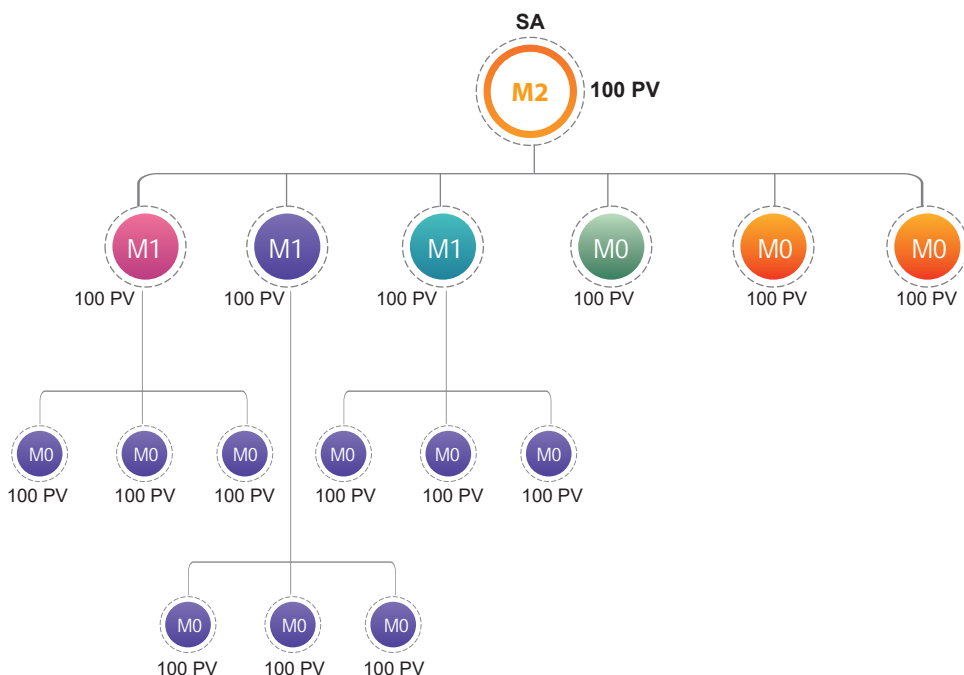 SA
M2 100 PV
M1 M1 M1 M0 M0 M0
100 PV 100 PV 100 PV 100 PV 100 PV 100 PV
M0 M0 M0 M0 M0 M0
100 PV 100 PV 100 PV 100 PV 100 PV 100 PV
M0 M0 M0
100 PV 100 PV 100 PV